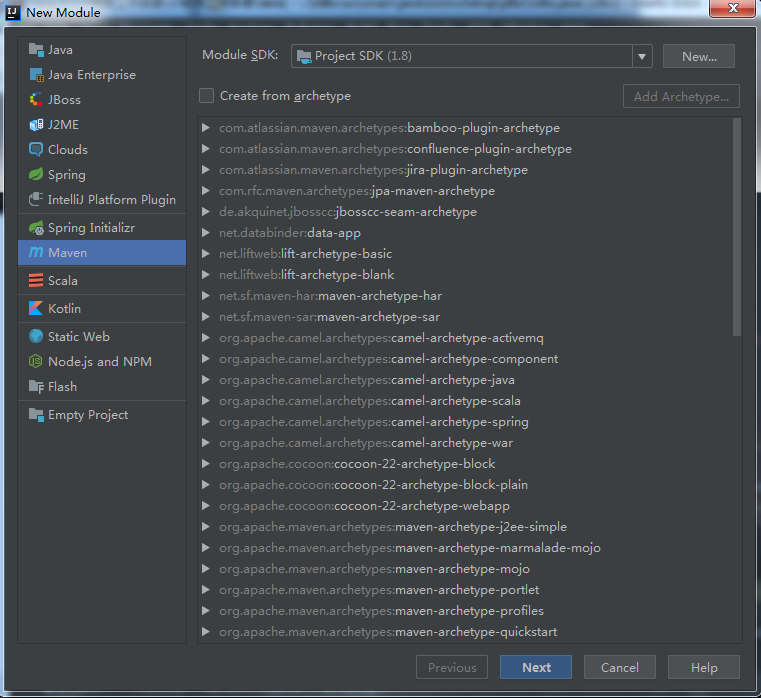 New Module
Java
Java Enterprise
JBoss
J2ME
Clouds
Spring
IntelliJ Platform Plugin
Spring Initializr
Maven
Scala
Kotlin
Static Web
Node.js and NPM
Flash
Empty Project
Module SDK: Project SDK (1.8) New...
Create from archetype Add Archetype...
com.atlassian.maven.archetypes:bamboo-plugin-archetype
com.atlassian.maven.archetypes:confluence-plugin-archetype
com.atlassian.maven.archetypes:jira-plugin-archetype
com.rfc.maven.archetypes:jpa-maven-archetype
de.akquinet.jbosscc:jbosscc-seam-archetype
net.databinder:data-app
net.liftweb:lift-archetype-basic
net.liftweb:lift-archetype-blank
net.sf.maven-har:maven-archetype-har
net.sf.maven-sar:maven-archetype-sar
org.apache.camel.archetypes:camel-archetype-activemq
org.apache.camel.archetypes:camel-archetype-component
org.apache.camel.archetypes:camel-archetype-java
org.apache.camel.archetypes:camel-archetype-scala
org.apache.camel.archetypes:camel-archetype-spring
org.apache.camel.archetypes:camel-archetype-war
org.apache.cocoon:cocoon-22-archetype-block
org.apache.cocoon:cocoon-22-archetype-block-plain
org.apache.cocoon:cocoon-22-archetype-webapp
org.apache.maven.archetypes:maven-archetype-j2ee-simple
org.apache.maven.archetypes:maven-archetype-marmalade-mojo
org.apache.maven.archetypes:maven-archetype-mojo
org.apache.maven.archetypes:maven-archetype-portlet
org.apache.maven.archetypes:maven-archetype-profiles
org.apache.maven.archetypes:maven-archetype-quickstart
Previous Next Cancel Help